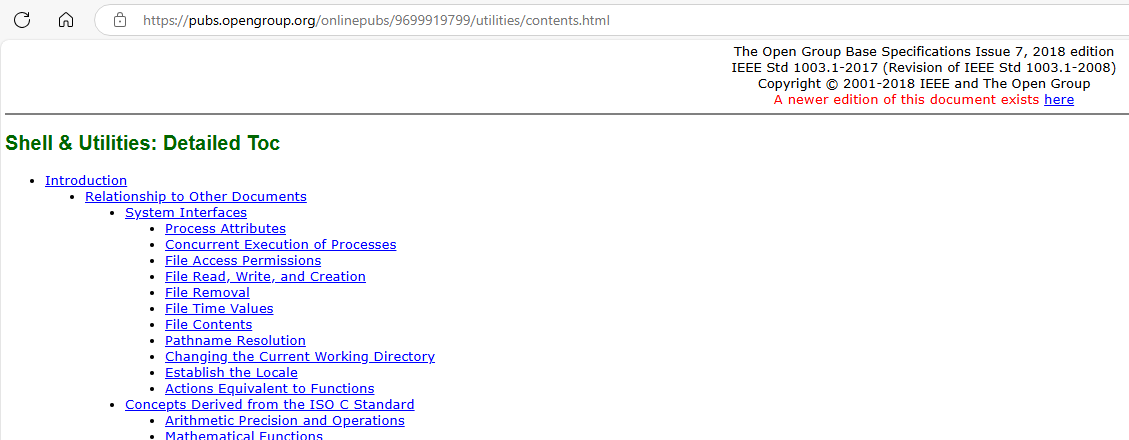 https://pubs.opengroup.org/onlinepubs/9699919799/utilities/contents.html
The Open Group Base Specifications Issue 7, 2018 edition
IEEE Std 1003.1-2017 (Revision of IEEE Std 1003.1-2008)
Copyright © 2001-2018 IEEE and The Open Group
A newer edition of this document exists here
Shell & Utilities: Detailed Toc
Introduction
Relationship to Other Documents
System Interfaces
Process Attributes
Concurrent Execution of Processes
File Access Permissions
File Read, Write, and Creation
File Removal
File Time Values
File Contents
Pathname Resolution
Changing the Current Working Directory
Establish the Locale
Actions Equivalent to Functions
Concepts Derived from the ISO C Standard
Arithmetic Precision and Operations
Mathematical Functions